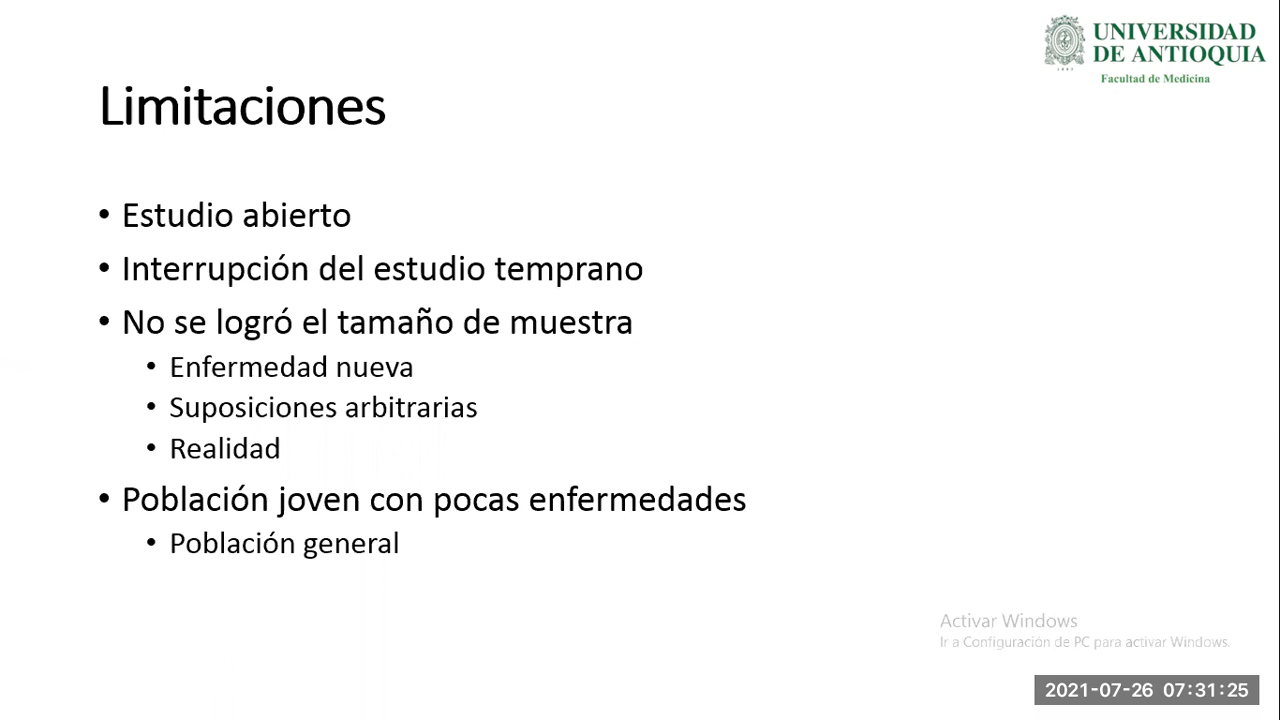 UNIVERSIDAD
DE ANTIOQUIA
Facultad de Medicina
Limitaciones
• Estudio abierto
• Interrupción del estudio temprano
• No se logró el tamaño de muestra
• Enfermedad nueva
• Suposiciones arbitrarias
• Realidad
• Población joven con pocas enfermedades
• Población general
Activar Windows
Ir a Configuración de PC para activar Windows.
2021-07-26 07:31:25